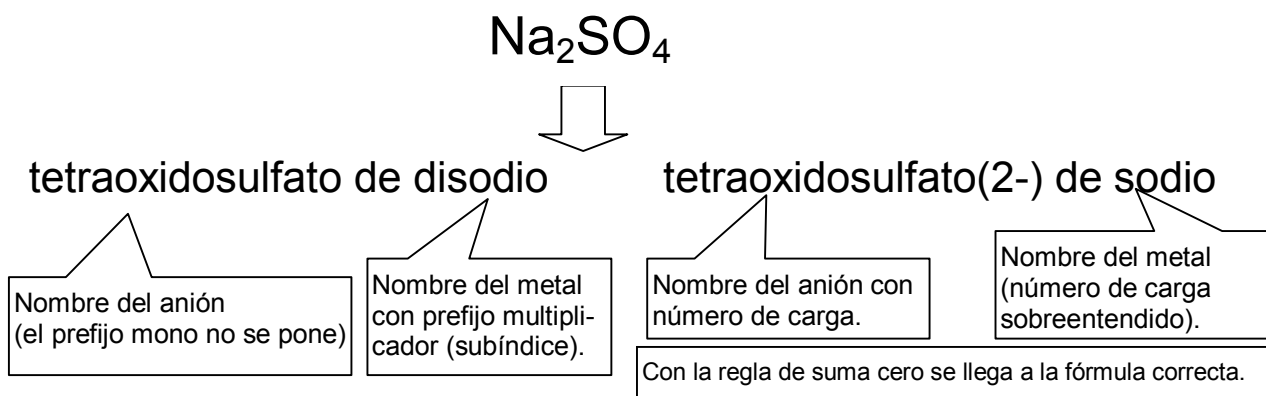 Na₂SO₄
tetraoxidosulfato de disodio
tetraoxidosulfato(2-) de sodio
Nombre del anión
(el prefijo mono no se pone)
Nombre del metal
con prefijo multipli-
cador (subíndice).
Nombre del anión con
número de carga.
Nombre del metal
(número de carga
sobreentendido).
Con la regla de suma cero se llega a la fórmula correcta.